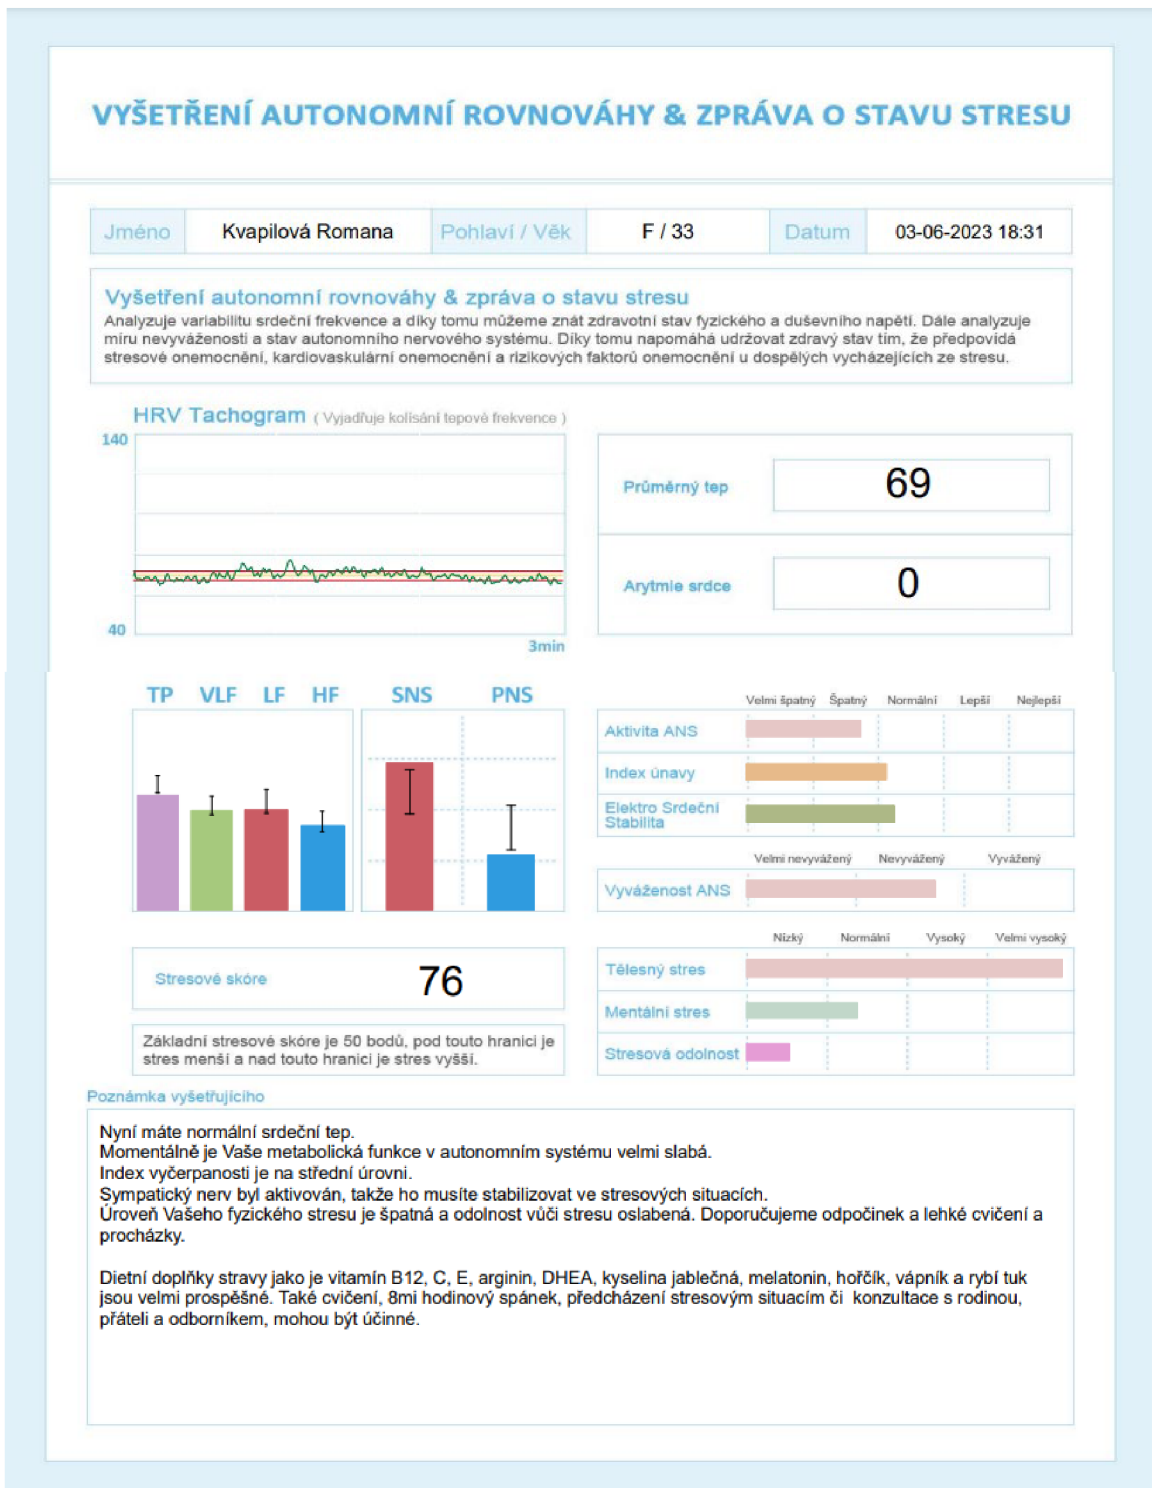 VYŠETŘENÍ AUTONOMNÍ ROVNOVÁHY & ZPRÁVA O STAVU STRESU
Jméno Kvapilová Romana Pohlaví / Věk F / 33 Datum 03-06-2023 18:31
Vyšetření autonomní rovnováhy & zpráva o stavu stresu
Analyzuje variabilitu srdeční frekvence a díky tomu můžeme znát zdravotní stav fyzického a duševního napětí. Dále analyzuje
míru nevyváženosti a stav autonomního nervového systému. Díky tomu napomáhá udržovat zdravý stav tím, že předpovídá
stresové onemocnění, kardiovaskulární onemocnění a rizikových faktorů onemocnění u dospělých vycházejících ze stresu.
HRV Tachogram ( Vyjadřuje kolísání tepové frekvence )
140
40
3min
Průměrný tep 69
Arytmie srdce 0
TP VLF LF HF SNS PNS
Velmi špatný Špatný Normální Lepší Nejlepší
Aktivita ANS
Index únavy
Elektro Srdeční
Stabilita
Velmi nevyvážený Nevyvážený Vyvážený
Vyváženost ANS
Nízký Normální Vysoký Velmi vysoký
Tělesný stres
Mentální stres
Stresová odolnost
Stresové skóre 76
Základní stresové skóre je 50 bodů, pod touto hranicí je
stres menší a nad touto hranicí je stres vyšší.
Poznámka vyšetřujícího
Nyní máte normální srdeční tep.
Momentálně je Vaše metabolická funkce v autonomním systému velmi slabá.
Index vyčerpanosti je na střední úrovni.
Sympatický nerv byl aktivován, takže ho musíte stabilizovat ve stresových situacích.
Úroveň Vašeho fyzického stresu je špatná a odolnost vůči stresu oslabená. Doporučujeme odpočinek a lehké cvičení a
procházky.
Dietní doplňky stravy jako je vitamín B12, C, E, arginin, DHEA, kyselina jablečná, melatonin, hořčík, vápník a rybí tuk
jsou velmi prospěšné. Také cvičení, 8mi hodinový spánek, předcházení stresovým situacím či konzultace s rodinou,
přáteli a odborníkem, mohou být účinné.